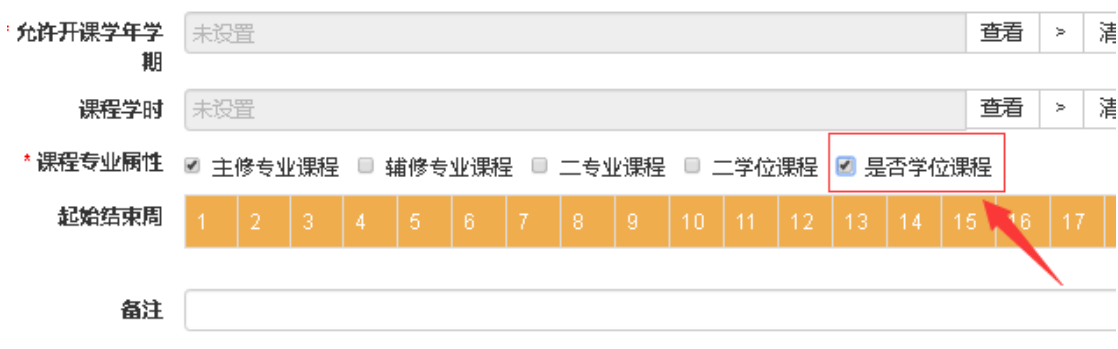 * 允许开课学年学期 未设置 查看 > 清
课程学时 未设置 查看 > 清
* 课程专业属性 主修专业课程 辅修专业课程 二专业课程 二学位课程 是否学位课程
起始结束周 1 2 3 4 5 6 7 8 9 10 11 12 13 14 15 16 17
备注